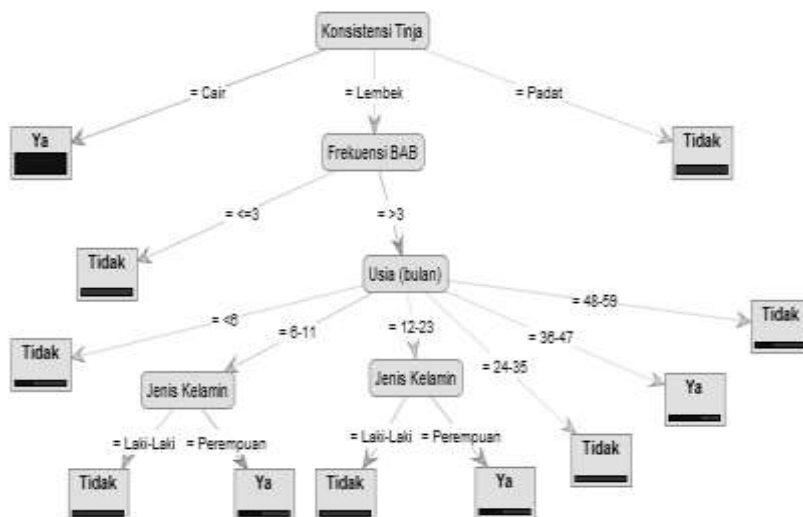 Konsistensi Tinja
= Cair
= Lembek
= Padat
Ya
Frekuensi BAB
Tidak
= <=3
= >3
Tidak
Usia (bulan)
= <6
= 6-11
= 12-23
= 24-35
= 36-47
= 48-59
Tidak
Jenis Kelamin
Jenis Kelamin
Ya
Tidak
= Laki-Laki
= Perempuan
= Laki-Laki
= Perempuan
Tidak
Tidak
Ya
Tidak
Ya